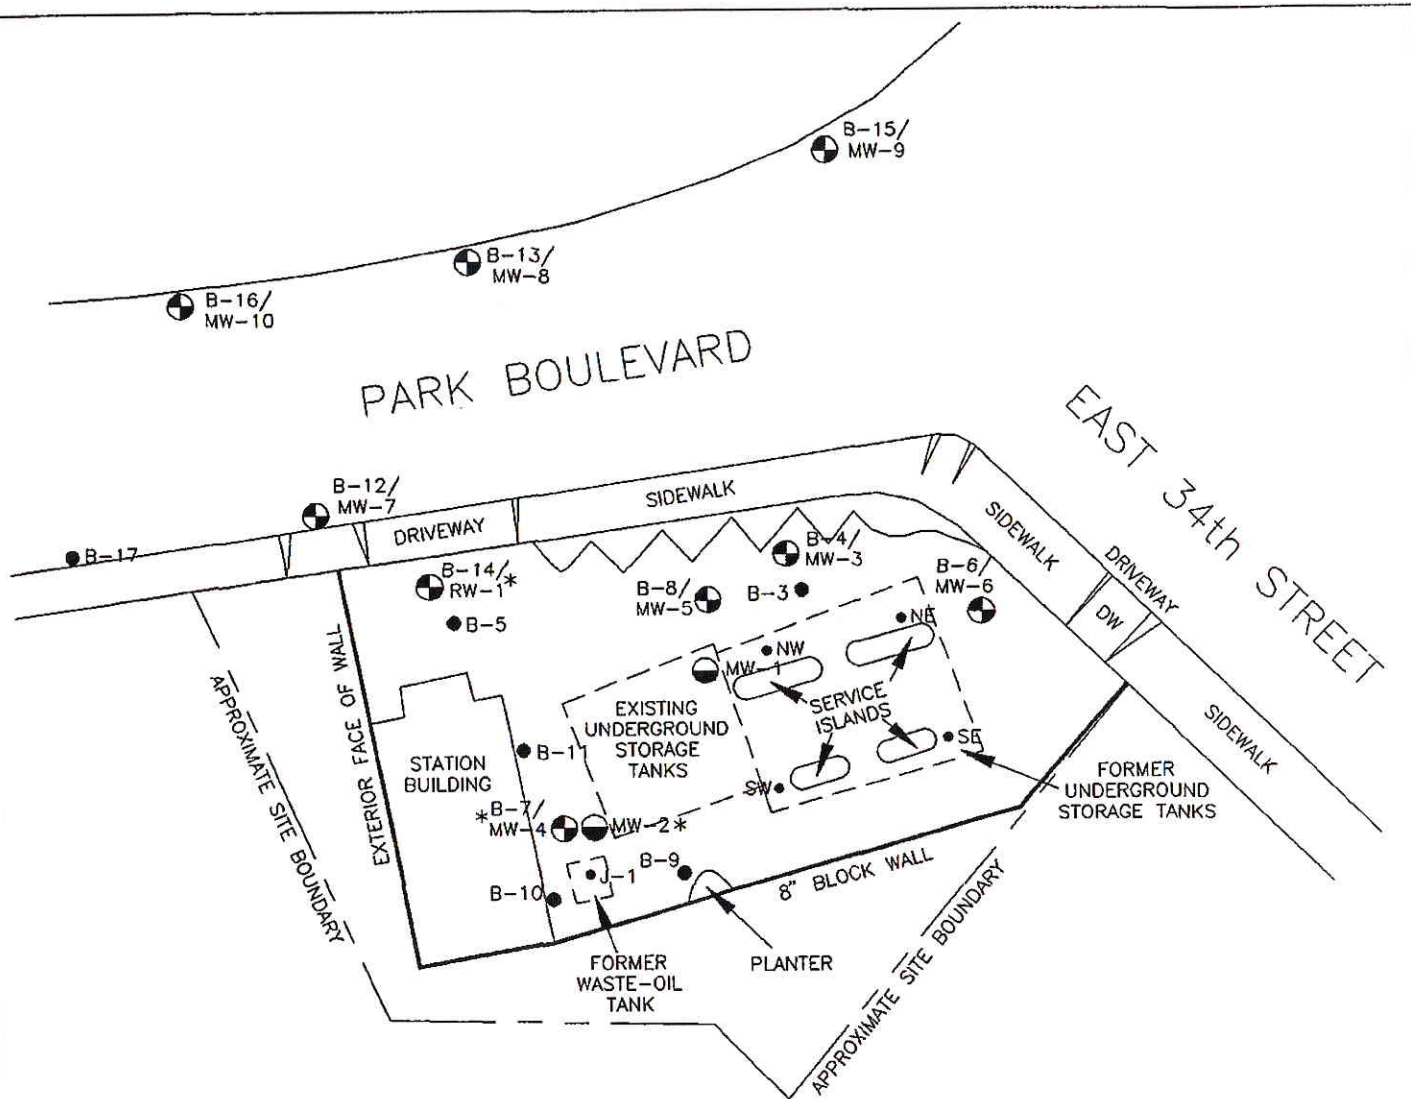 B-15/
MW-9
B-13/
MW-8
B-16/
MW-10
PARK BOULEVARD
EAST 34th STREET
B-12/
MW-7
SIDEWALK
DRIVEWAY
SIDEWALK
B-17
B-14/
RW-1*
B-4/
MW-3
B-6/
MW-6
DRIVEWAY
DW
B-8/
MW-5
B-3
B-5
NE
NW
MW-1
SERVICE
ISLANDS
EXISTING
UNDERGROUND
STORAGE
TANKS
SIDEWALK
APPROXIMATE SITE BOUNDARY
EXTERIOR FACE OF WALL
STATION
BUILDING
B-11
SE
SW
FORMER
UNDERGROUND
STORAGE TANKS
*B-7/
MW-4
MW-2*
B-9
J-1
B-10
8" BLOCK WALL
FORMER
WASTE-OIL
TANK
PLANTER
APPROXIMATE SITE BOUNDARY